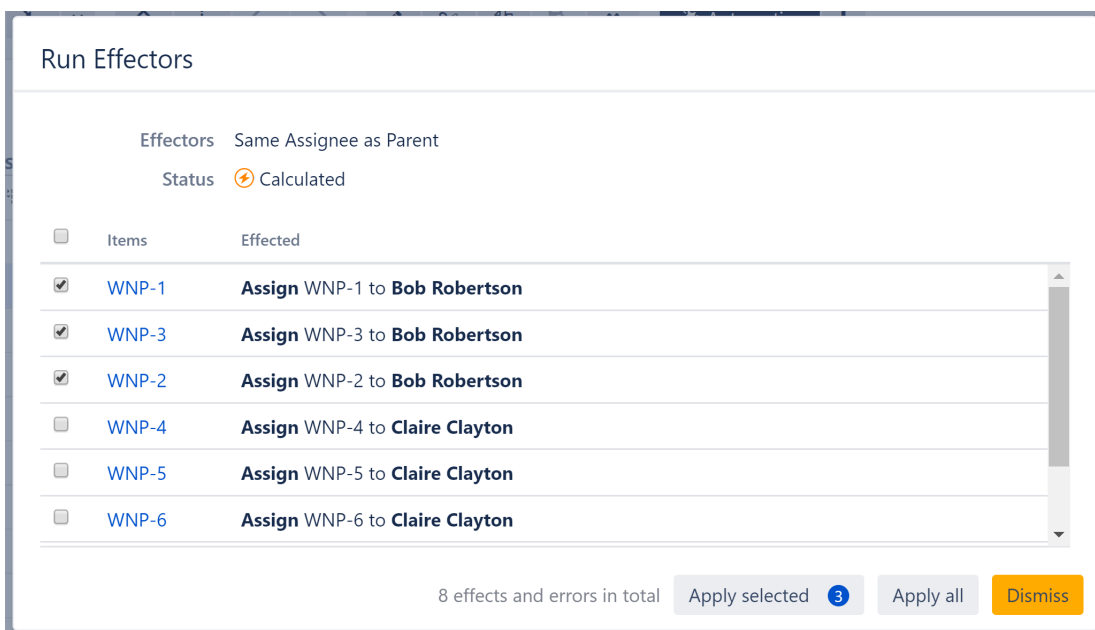 Run Effectors
Effectors Same Assignee as Parent
Status Calculated
Items Effected
WNP-1 Assign WNP-1 to Bob Robertson
WNP-3 Assign WNP-3 to Bob Robertson
WNP-2 Assign WNP-2 to Bob Robertson
WNP-4 Assign WNP-4 to Claire Clayton
WNP-5 Assign WNP-5 to Claire Clayton
WNP-6 Assign WNP-6 to Claire Clayton
8 effects and errors in total Apply selected 3 Apply all Dismiss